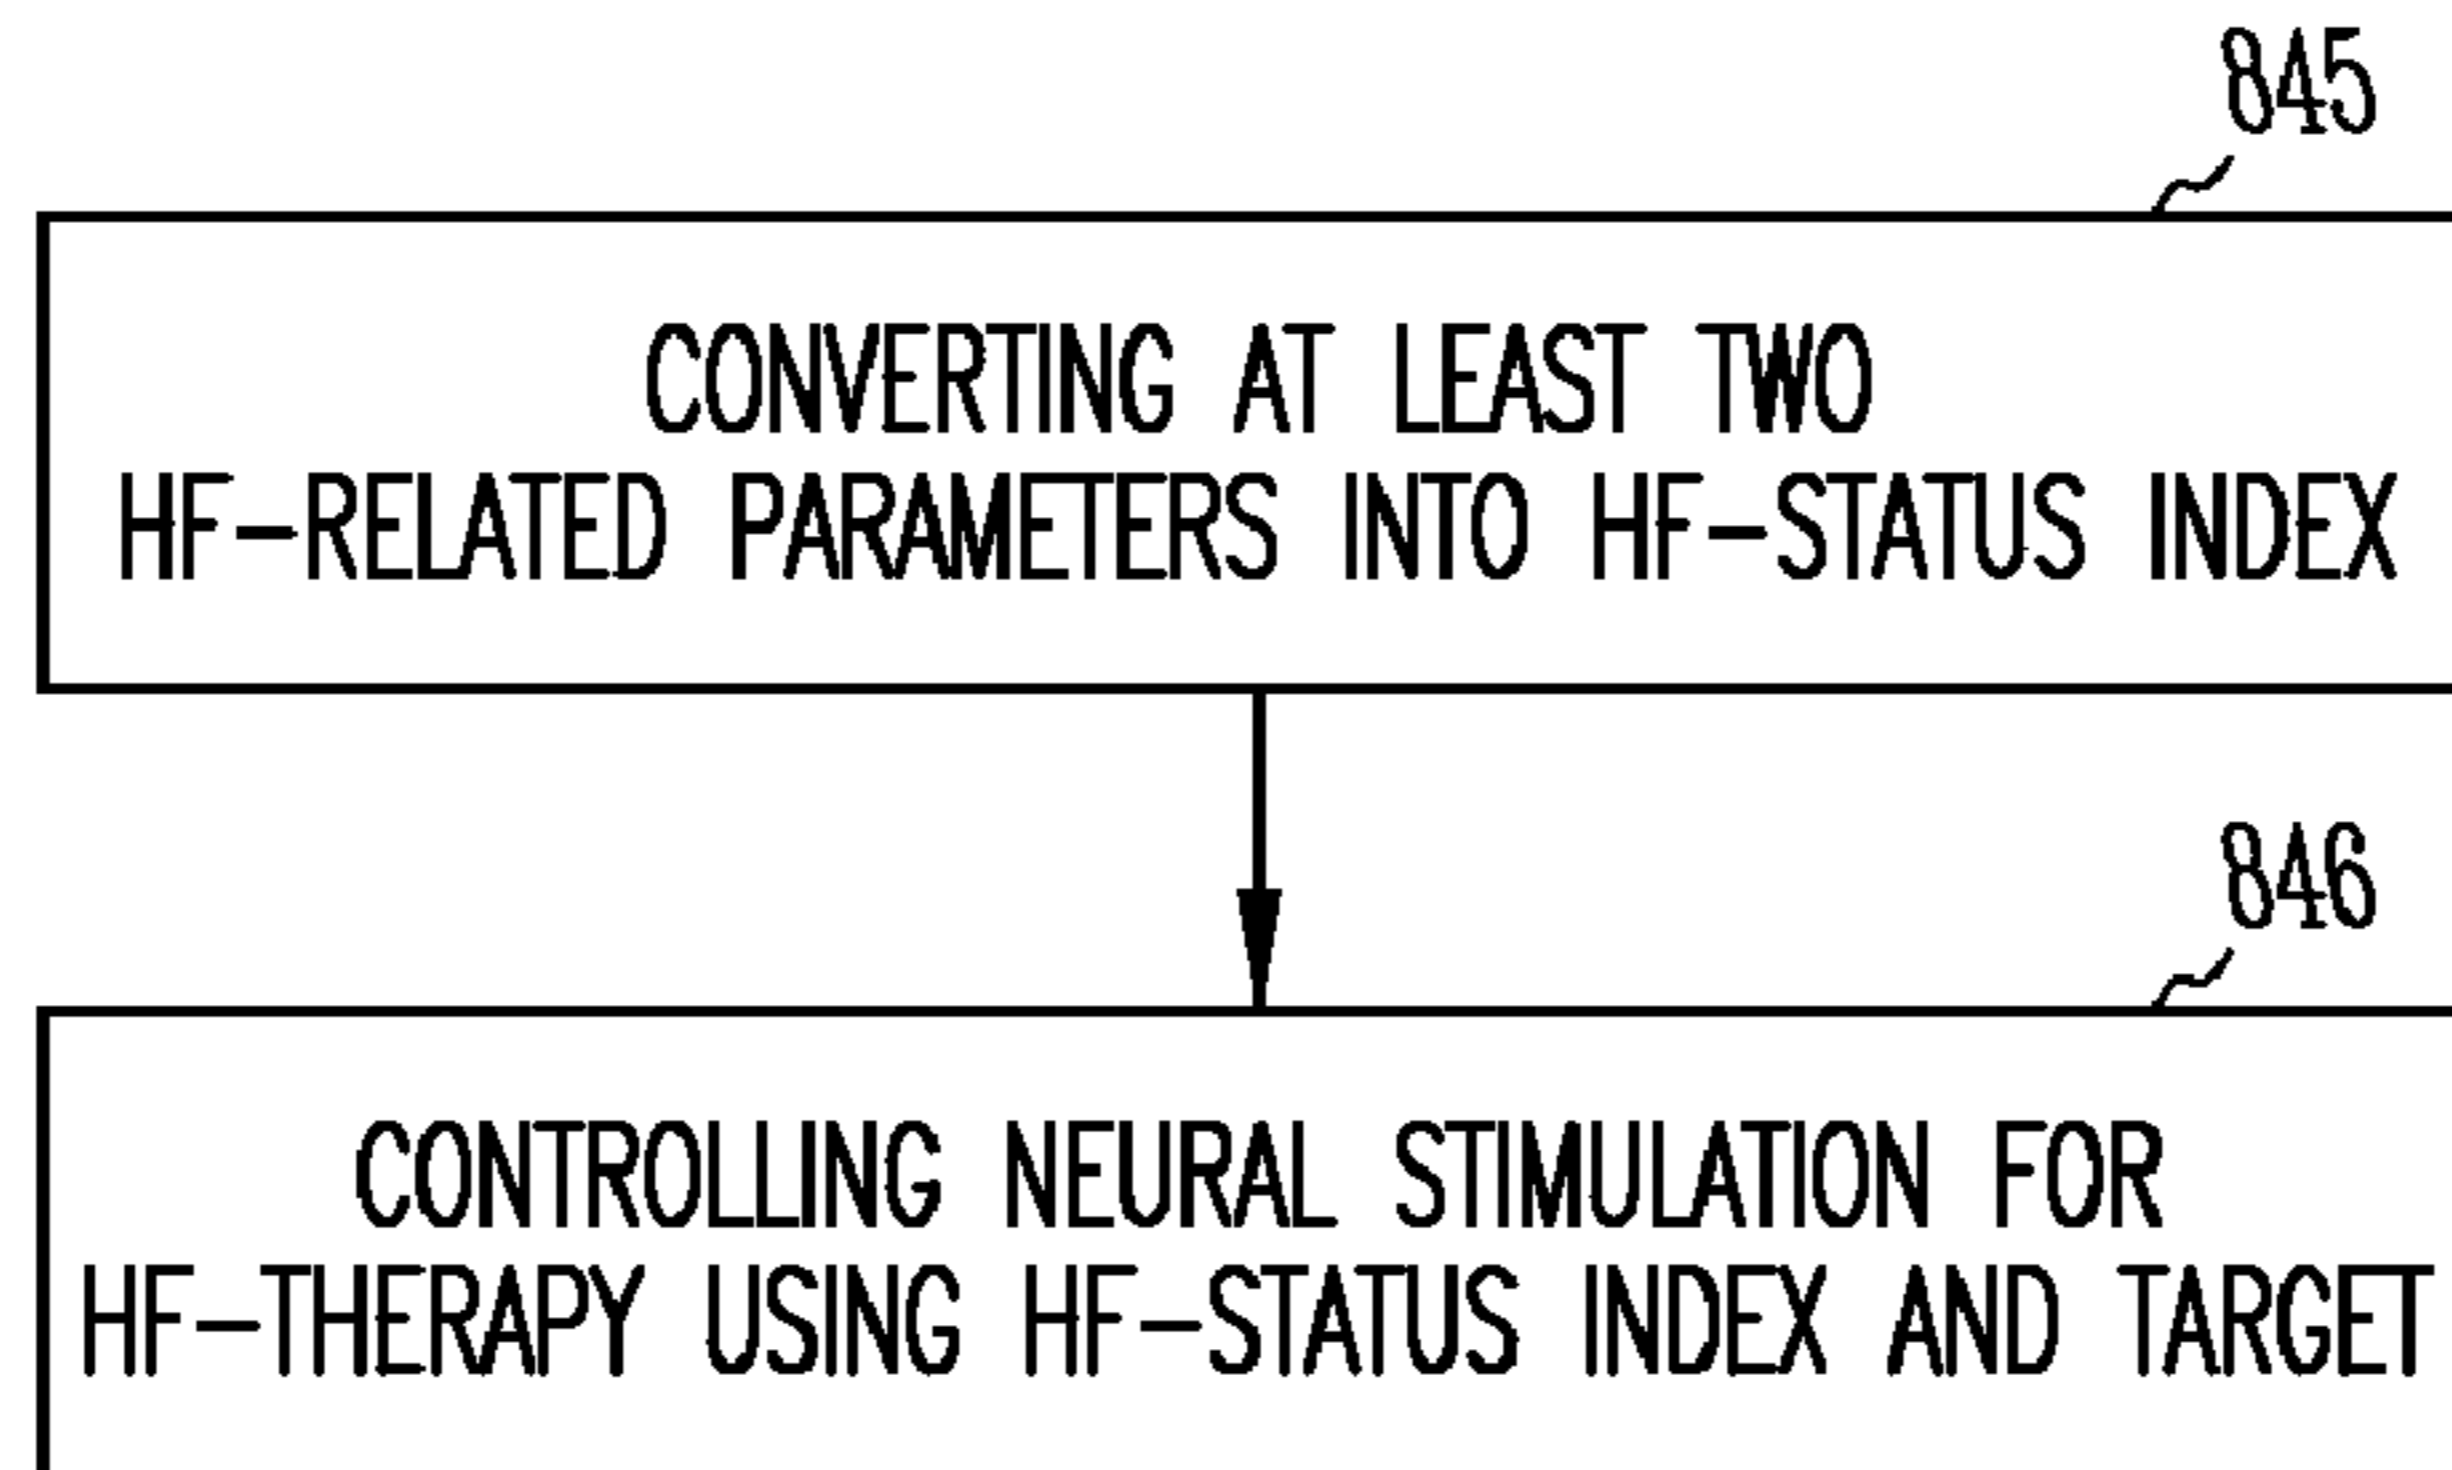 845
CONVERTING AT LEAST TWO
HF-RELATED PARAMETERS INTO HF-STATUS INDEX
846
CONTROLLING NEURAL STIMULATION FOR
HF-THERAPY USING HF-STATUS INDEX AND TARGET